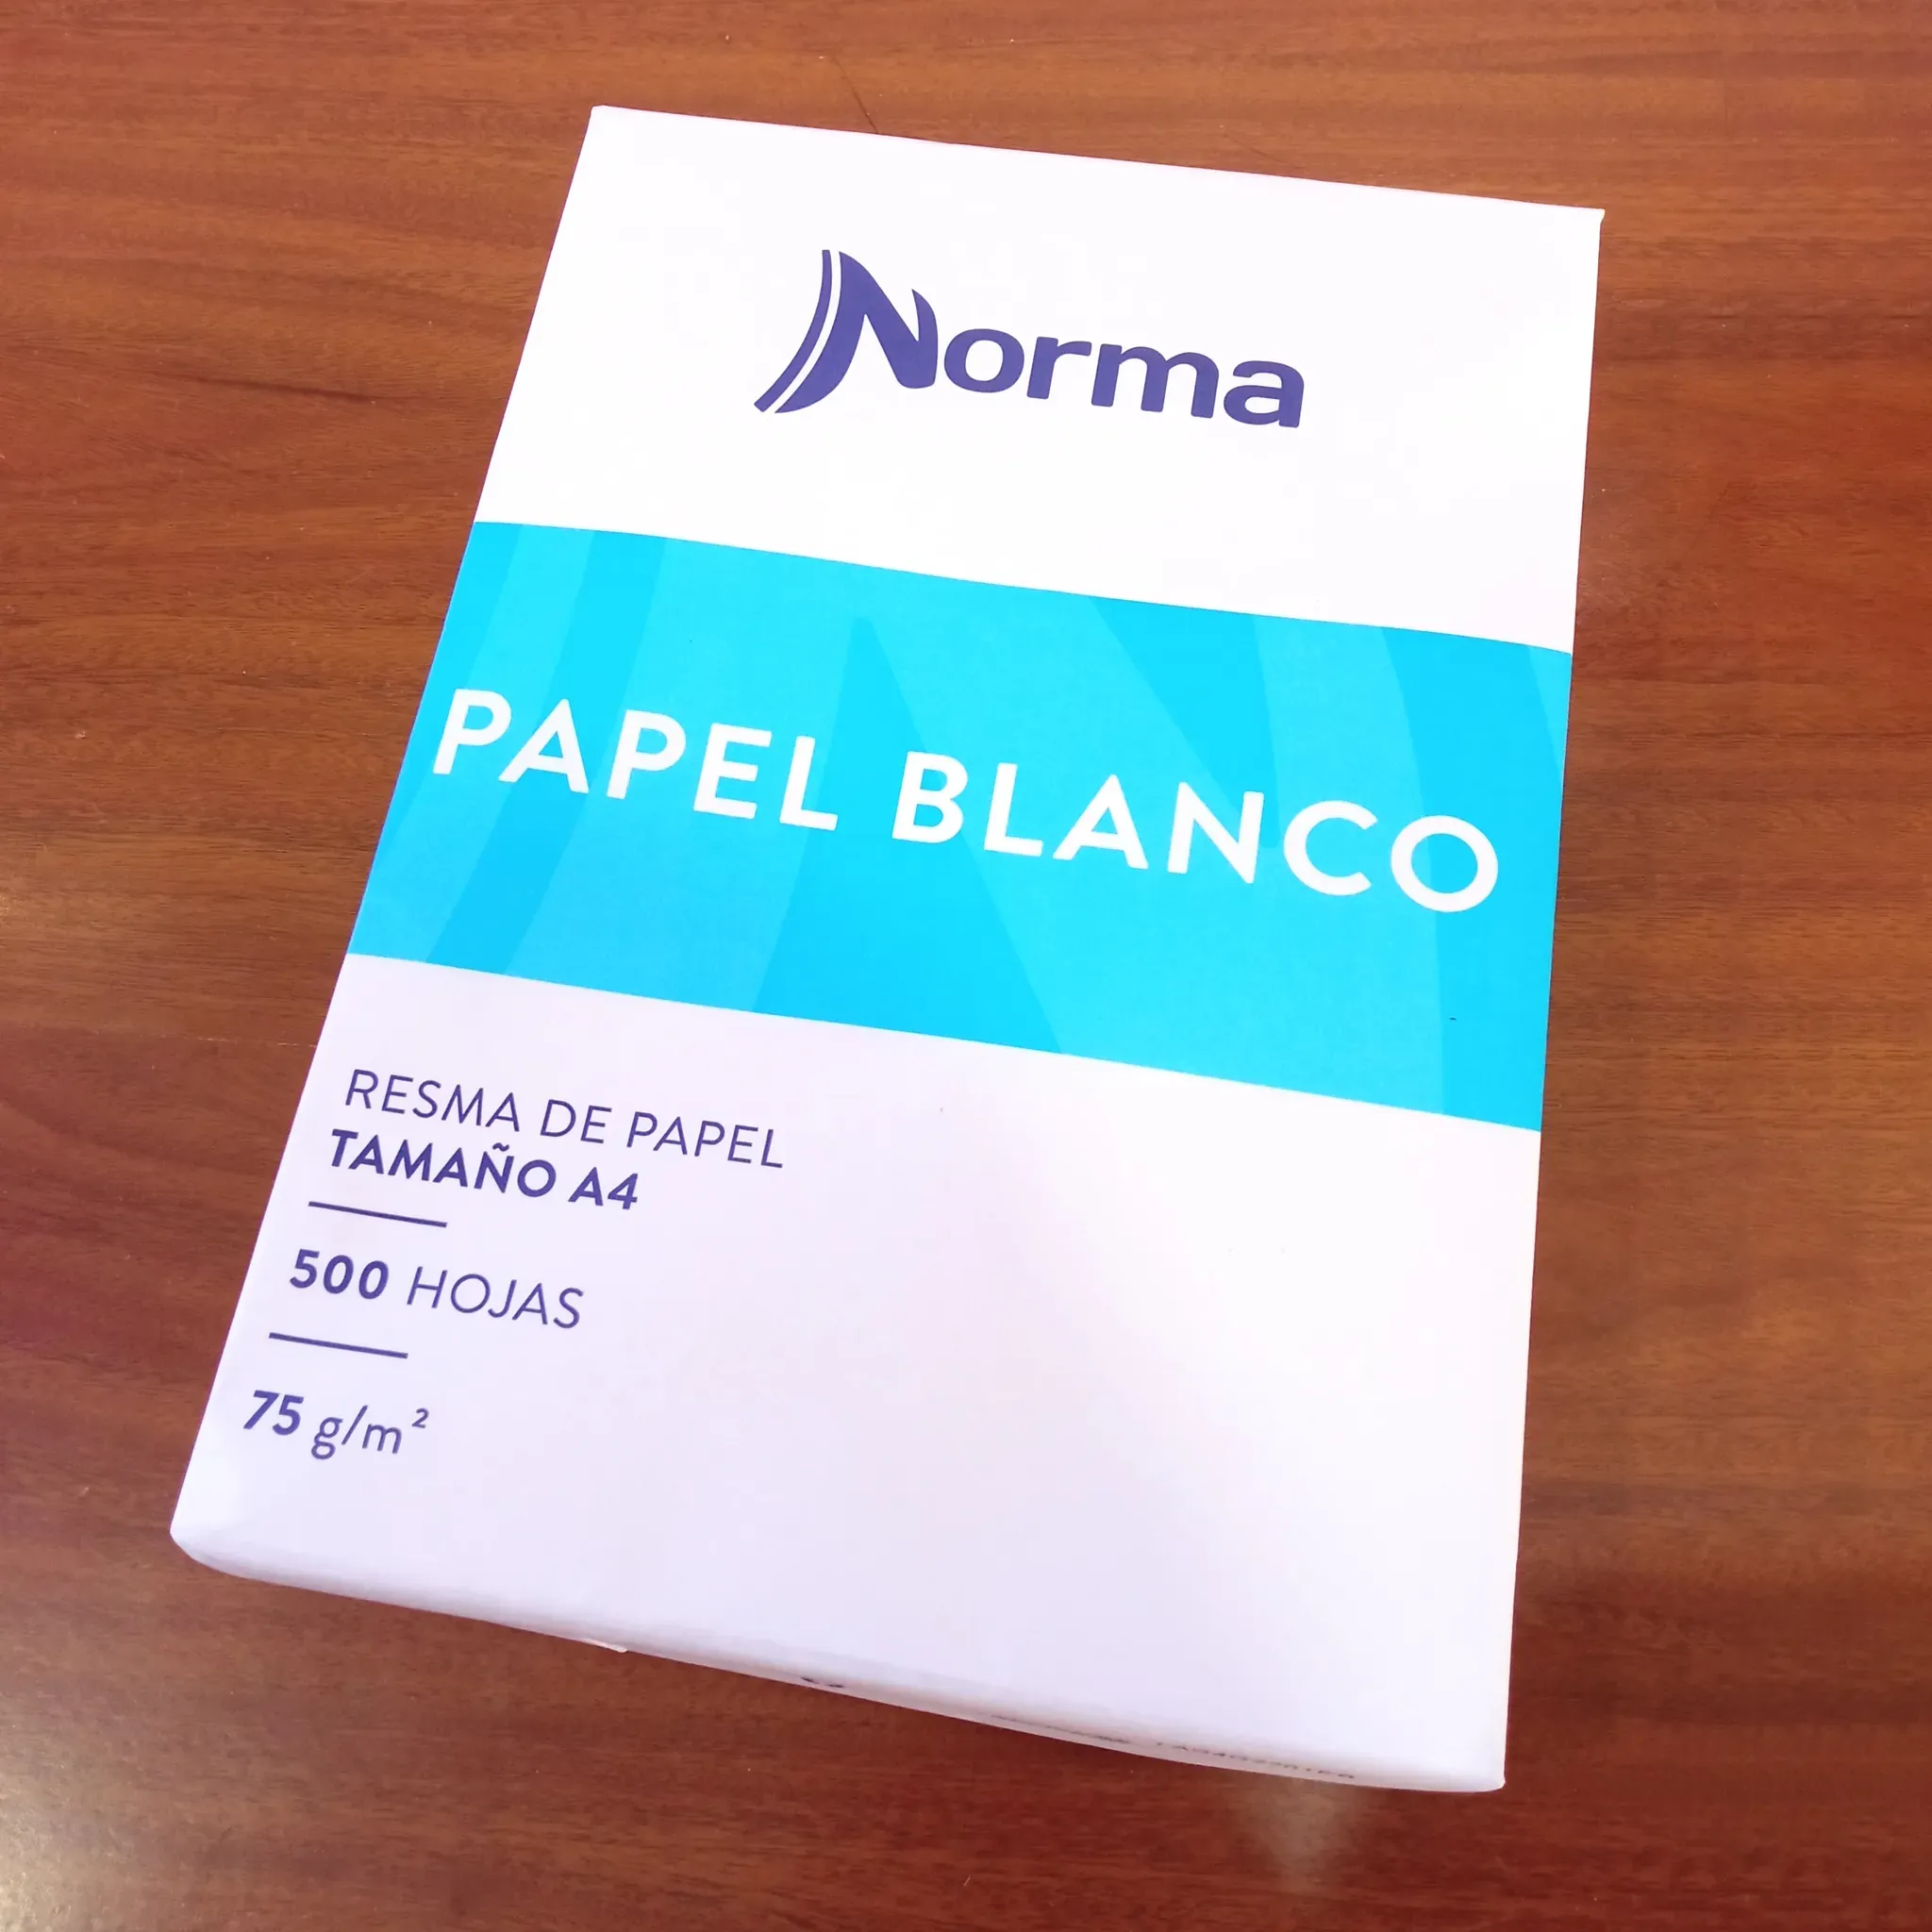 Norma
PAPEL BLANCO
RESMA DE PAPEL
TAMAÑO A4
500 HOJAS
75 g/m²